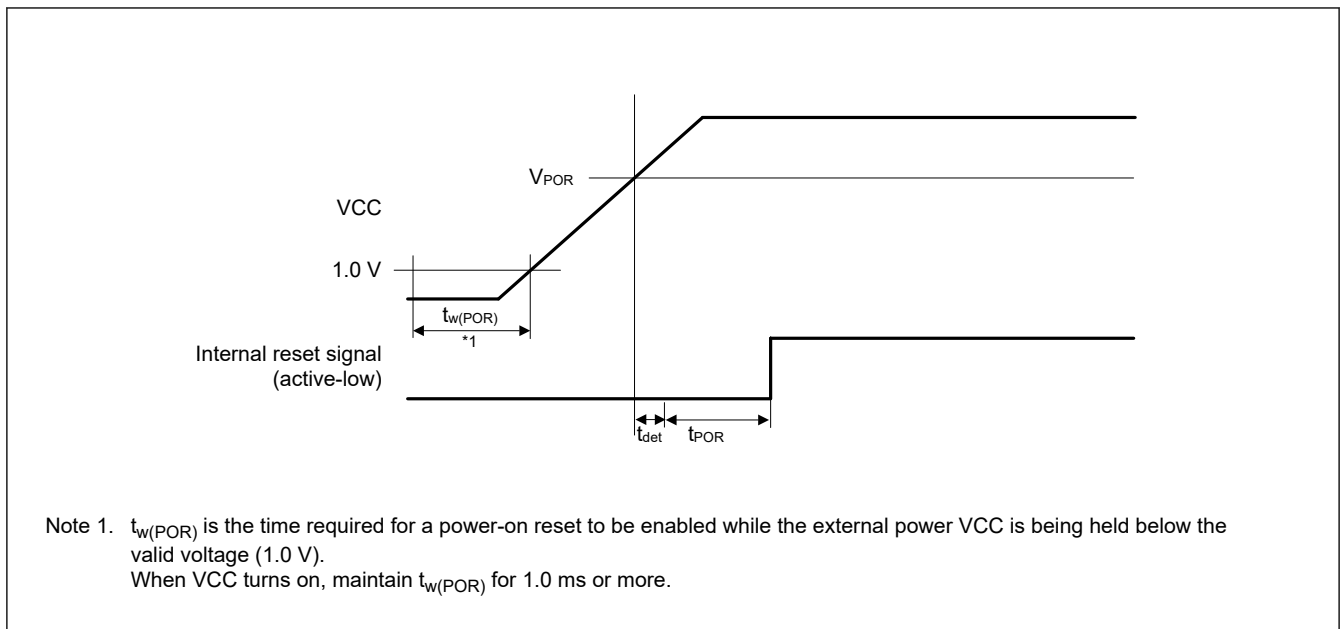 VPOR
VCC
1.0 V
tw(POR)
*1
Internal reset signal
(active-low)
tdet
tPOR
Note 1. tw(POR) is the time required for a power-on reset to be enabled while the external power VCC is being held below the
valid voltage (1.0 V).
When VCC turns on, maintain tw(POR) for 1.0 ms or more.